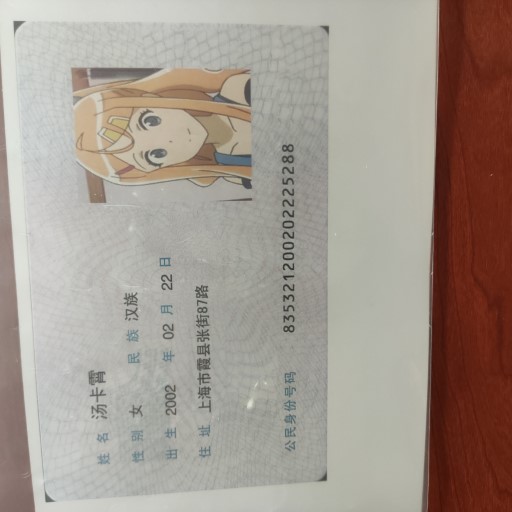 姓 名 汤卡霄
性 别 女 民 族 汉族
出 生 2002 年 02 月 22 日
住 址 上海市霞县张街87路
公民身份号码 835321200202225288